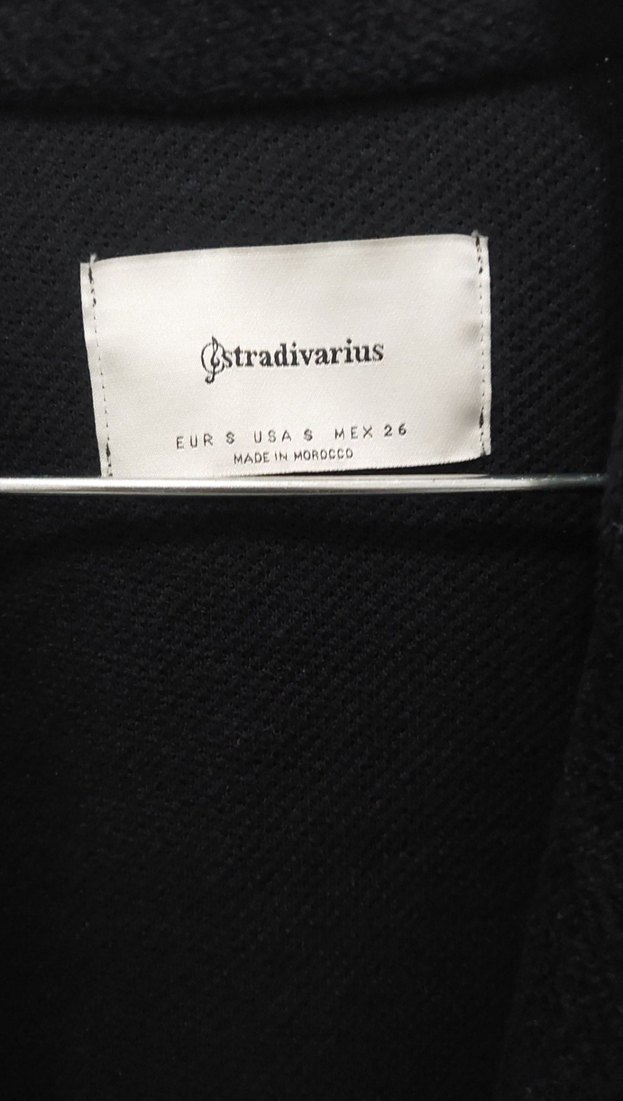 stradivarius
EUR S USA S MEX 26
MADE IN MOROCCO